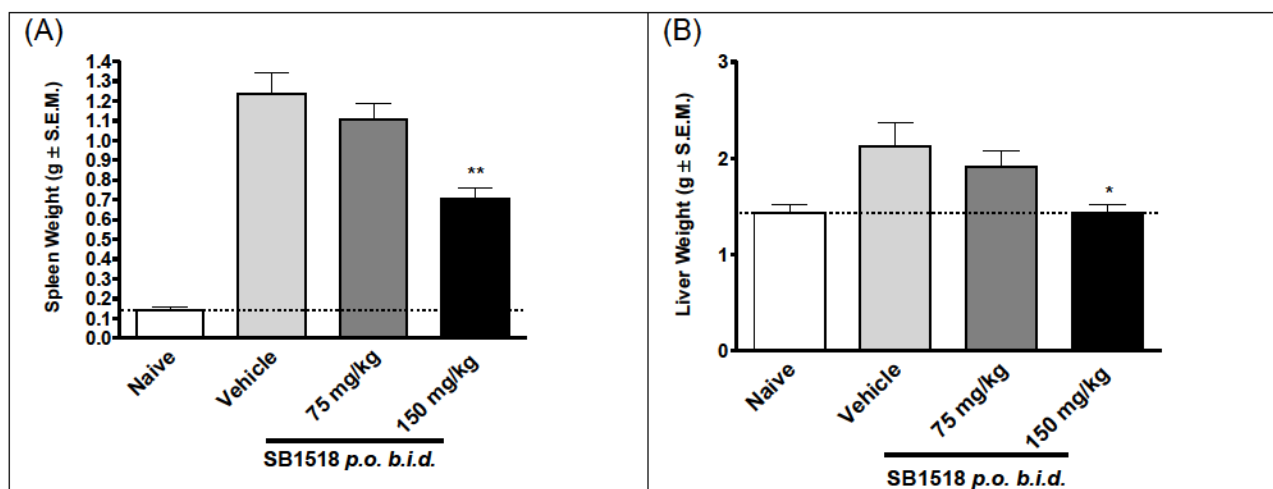 (A)
Spleen Weight (g ± S.E.M.)
1.4
1.3
1.2
1.1
1.0
0.9
0.8
0.7
0.6
0.5
0.4
0.3
0.2
0.1
0.0
**
Naive
Vehicle
75 mg/kg
150 mg/kg
SB1518 p.o. b.i.d.
(B)
Liver Weight (g ± S.E.M.)
3
2
1
0
*
Naive
Vehicle
75 mg/kg
150 mg/kg
SB1518 p.o. b.i.d.